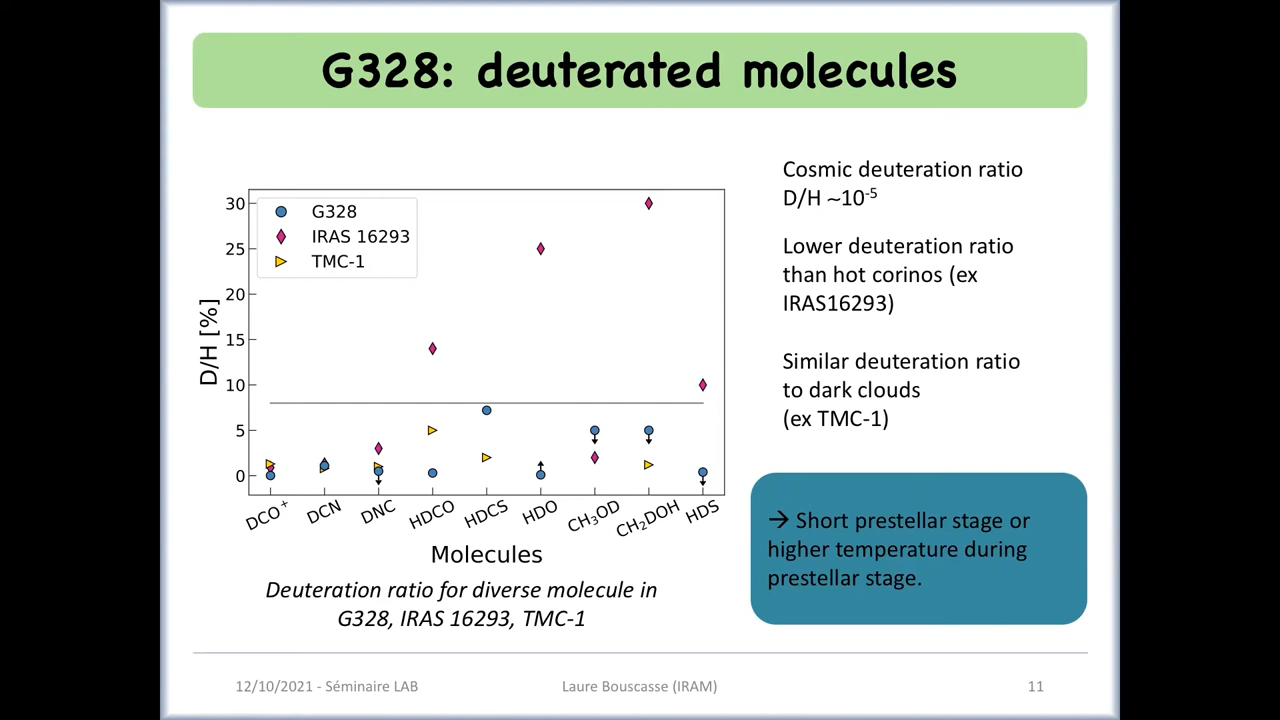 G328: deuterated molecules
30
25
20
15
10
5
0
D/H [%]
G328
IRAS 16293
TMC-1
DCO⁺
DCN
DNC
HDCO
HDCS
HDO
CH₃OD
CH₂DOH
HDS
Molecules
Deuteration ratio for diverse molecule in
G328, IRAS 16293, TMC-1
Cosmic deuteration ratio
D/H ~10⁻⁵
Lower deuteration ratio
than hot corinos (ex
IRAS16293)
Similar deuteration ratio
to dark clouds
(ex TMC-1)
→ Short prestellar stage or
higher temperature during
prestellar stage.
12/10/2021 - Séminaire LAB
Laure Bouscasse (IRAM)
11